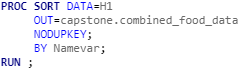 PROC SORT DATA=H1
OUT=capstone.combined_food_data
NODUPKEY;
BY Namevar;
RUN ;